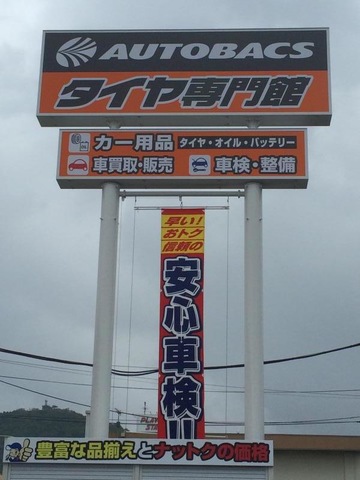 AUTOBACS
タイヤ専門館
カー用品 タイヤ・オイル・バッテリー
車買取・販売 車検・整備
早い!
おトク
信頼の
安心車検!!
豊富な品揃えとナットクの価格